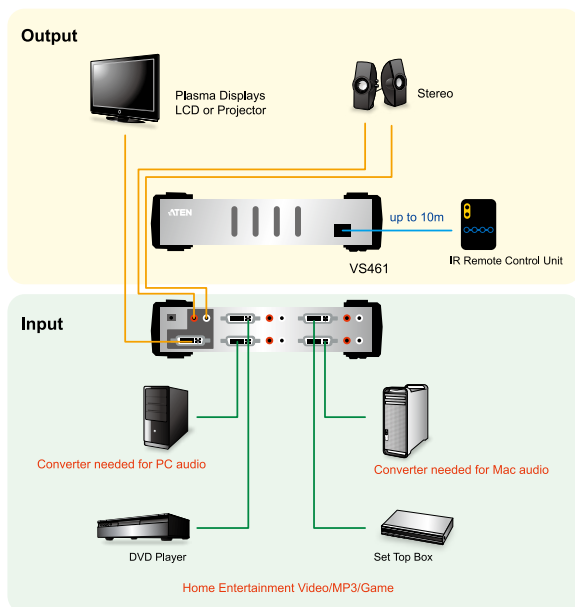 Output
Plasma Displays
LCD or Projector
Stereo
ATEN
up to 10m
VS461
IR Remote Control Unit
Input
Converter needed for PC audio
Converter needed for Mac audio
DVD Player
Set Top Box
Home Entertainment Video/MP3/Game